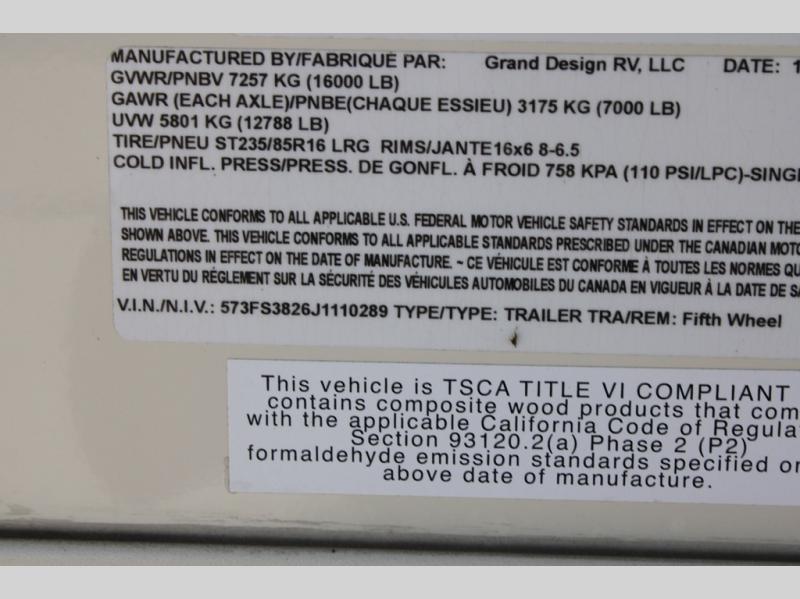 MANUFACTURED BY/FABRIQUÉ PAR: Grand Design RV, LLC DATE: 1
GVWR/PNBV 7257 KG (16000 LB)
GAWR (EACH AXLE)/PNBE(CHAQUE ESSIEU) 3175 KG (7000 LB)
UVW 5801 KG (12788 LB)
TIRE/PNEU ST235/85R16 LRG RIMS/JANTE16x6 8-6.5
COLD INFL. PRESS/PRESS. DE GONFL. À FROID 758 KPA (110 PSI/LPC)-SINGL
THIS VEHICLE CONFORMS TO ALL APPLICABLE U.S. FEDERAL MOTOR VEHICLE SAFETY STANDARDS IN EFFECT ON THE
SHOWN ABOVE. THIS VEHICLE CONFORMS TO ALL APPLICABLE STANDARDS PRESCRIBED UNDER THE CANADIAN MOTO
REGULATIONS IN EFFECT ON THE DATE OF MANUFACTURE. ~ CE VÉHICULE EST CONFORME À TOUTES LES NORMES QU
EN VERTU DU RÉGLEMENT SUR LA SÉCURITÉ DES VÉHICULES AUTOMOBILES DU CANADA EN VIGUEUR À LA DATE DE SA
V.I.N./N.I.V.: 573FS3826J1110289 TYPE/TYPE: TRAILER TRA/REM: Fifth Wheel
This vehicle is TSCA TITLE VI COMPLIANT
contains composite wood products that com
with the applicable California Code of Regula
Section 93120.2(a) Phase 2 (P2)
formaldehyde emission standards specified on
above date of manufacture.